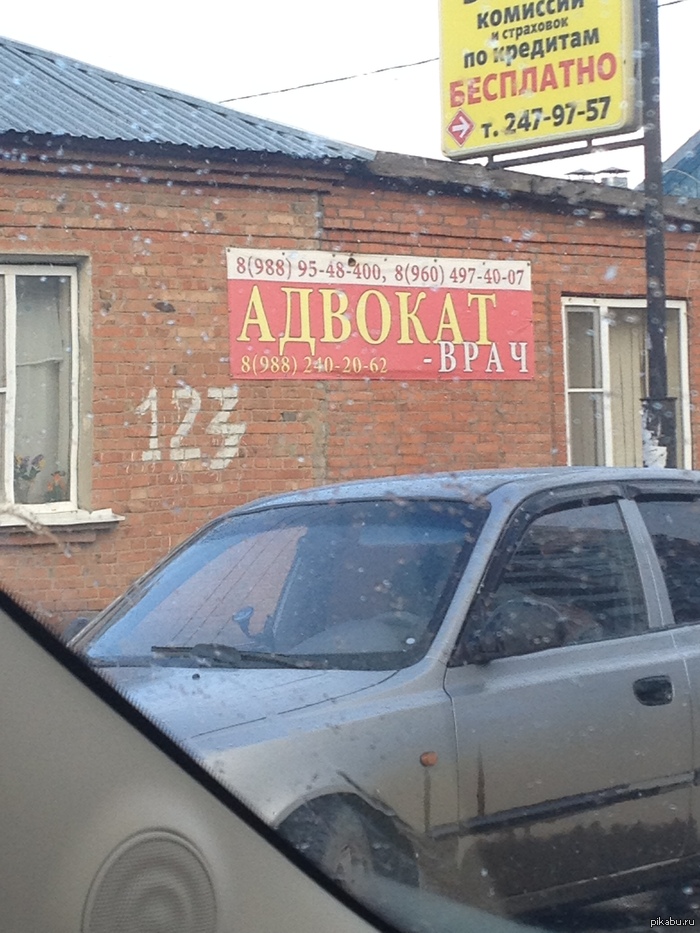 комиссии
и страховок
по кредитам
БЕСПЛАТНО
т. 247-97-57
8(988) 95-48-400, 8(960) 497-40-07
АДВОКАТ
-ВРАЧ
8(988) 240-20-62
123
pikabu.ru